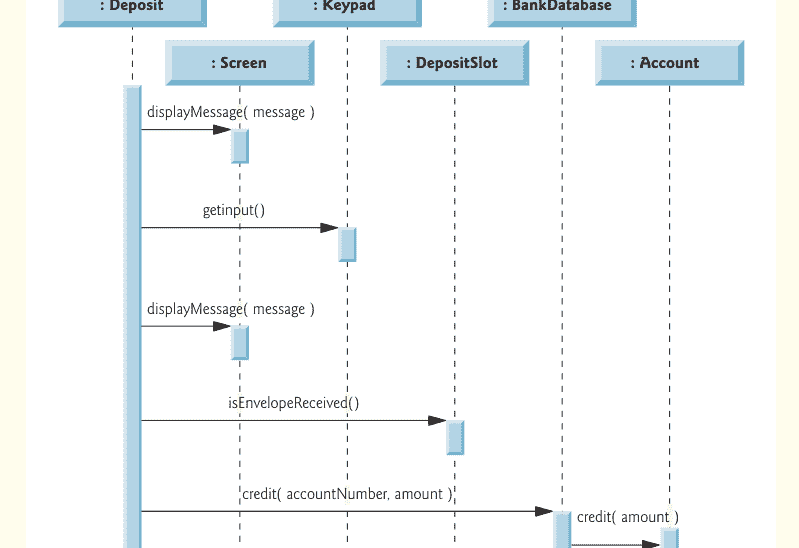 : Deposit
: Keypad
: BankDatabase
: Screen
: DepositSlot
: Account
displayMessage( message )
getinput()
displayMessage( message )
isEnvelopeReceived()
credit( accountNumber, amount )
credit( amount )